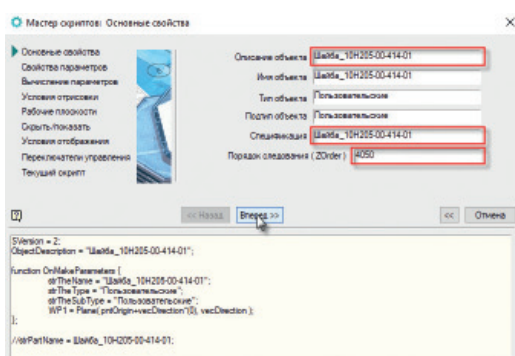 Мастер скриптов: Основные свойства
Основные свойства
Свойства параметров
Вычисление параметров
Условия отрисовки
Рабочие плоскости
Скрыть/показать
Условия отображения
Переключатели управления
Текущий скрипт
Описание объекта Шайба_10Н205-00-414-01
Имя объекта Шайба_10Н205-00-414-01
Тип объекта Пользовательские
Подтип объекта Пользовательские
Спецификация Шайба_10Н205-00-414-01
Порядок следования ( ZOrder ) 4050
<< Назад Вперед >> << Отмена
SVersion = 2;
ObjectDescription = "Шайба_10Н205-00-414-01";
function OnMakeParameters {
strTheName = "Шайба_10Н205-00-414-01";
strTheType = "Пользовательские";
strTheSubType = "Пользовательские";
WP1 = Plane( pntOrigin+vecDirection*(0), vecDirection );
};
//strPartName = Шайба_10Н205-00-414-01;